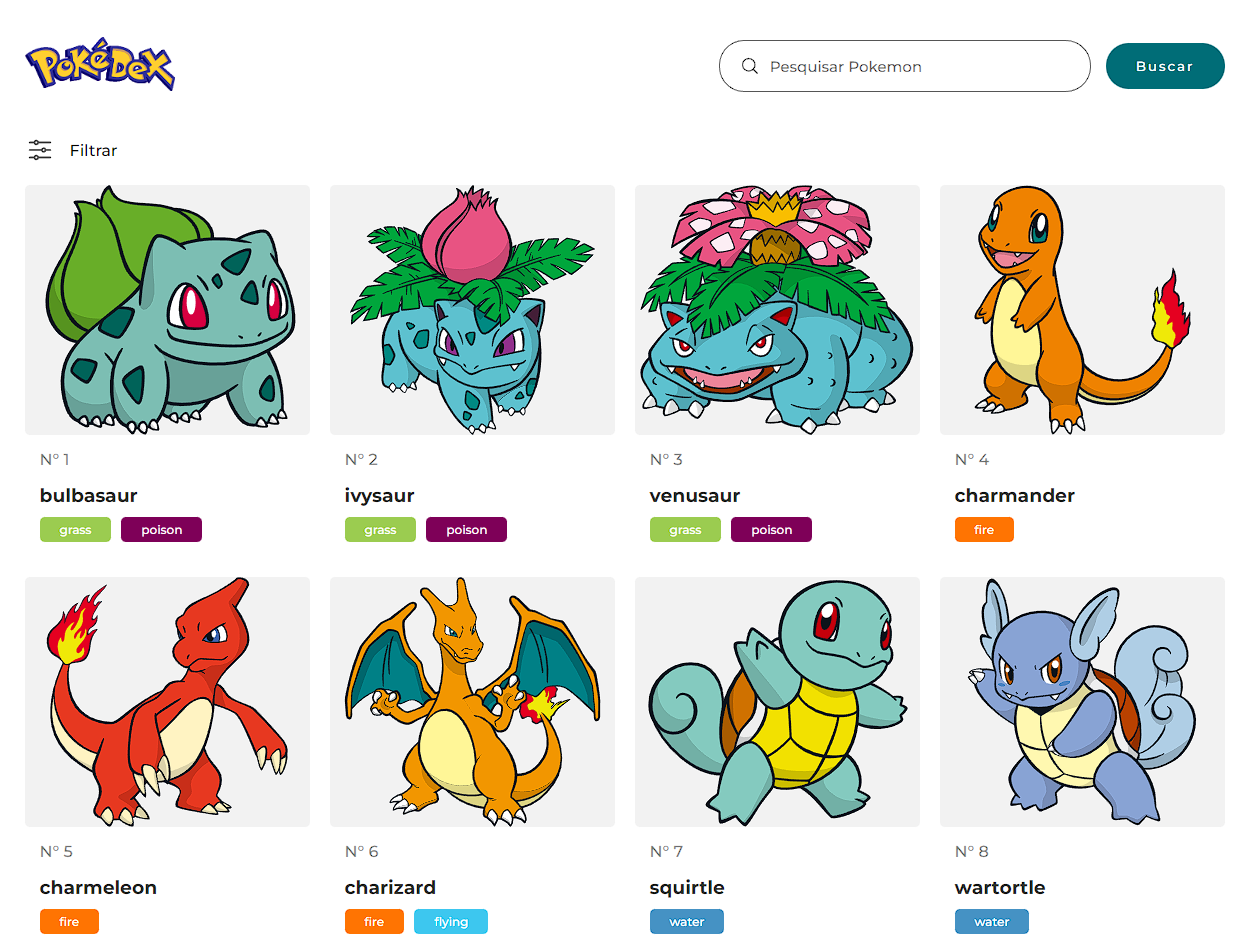 PokéDex
Pesquisar Pokemon
Buscar
Filtrar
N° 1
bulbasaur
grass poison
N° 2
ivysaur
grass poison
N° 3
venusaur
grass poison
N° 4
charmander
fire
N° 5
charmeleon
fire
N° 6
charizard
fire flying
N° 7
squirtle
water
N° 8
wartortle
water